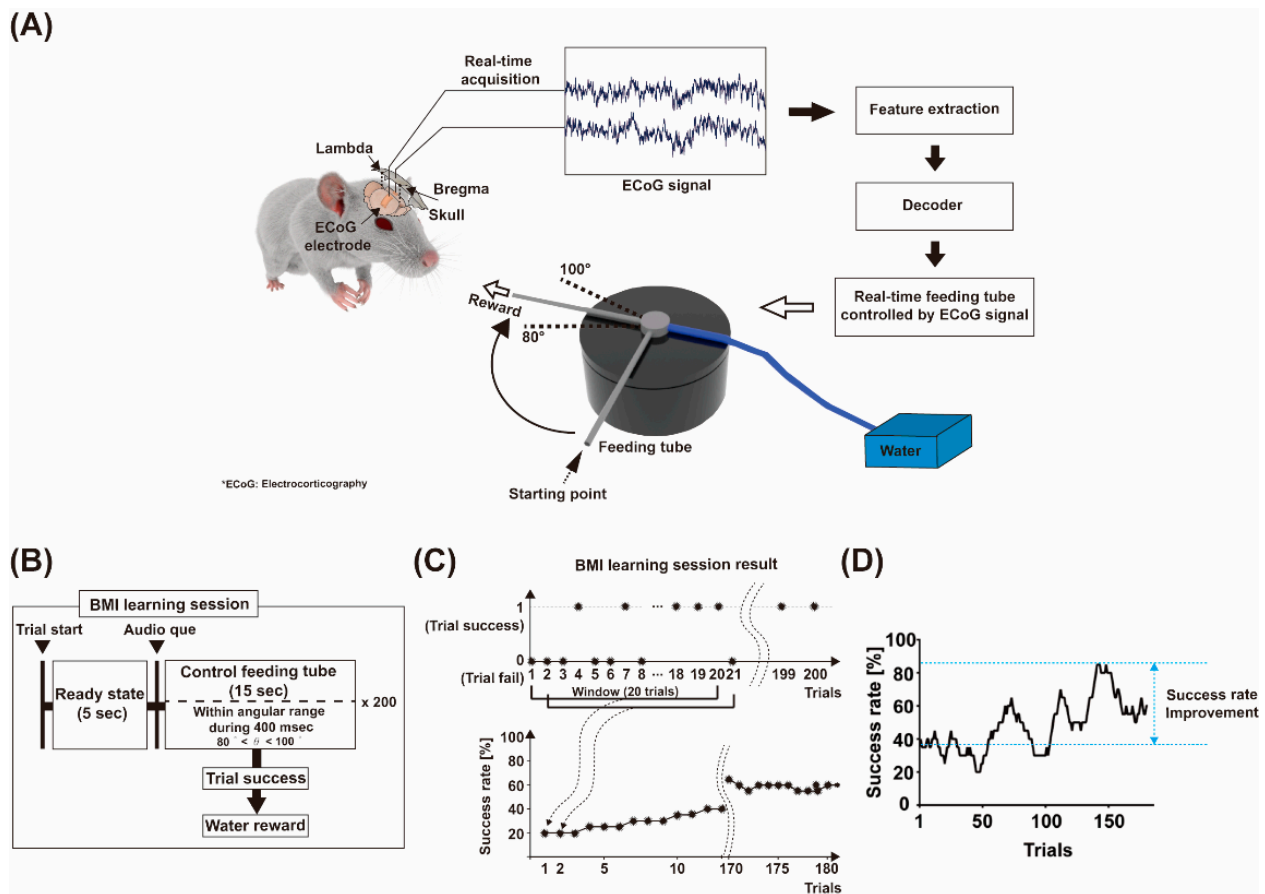 (A)
Real-time
acquisition
Lambda
Bregma
Skull
ECoG
electrode
ECoG signal
Feature extraction
Decoder
Real-time feeding tube
controlled by ECoG signal
100°
Reward
80°
Feeding tube
Starting point
Water
*ECoG: Electrocorticography
(B)
BMI learning session
Trial start
Audio que
Ready state
(5 sec)
Control feeding tube
(15 sec)
Within angular range
during 400 msec
80 ° < θ < 100 °
x 200
Trial success
Water reward
(C)
BMI learning session result
1
(Trial success)
0
(Trial fail)
1 2 3 4 5 6 7 8 ... 18 19 20 21 199 200
...
Window (20 trials)
Trials
Success rate [%]
100
80
60
40
20
1 2 5 10 170 175 180
Trials
(D)
Success rate [%]
100
80
60
40
20
0
1 50 100 150
Trials
Success rate
Improvement